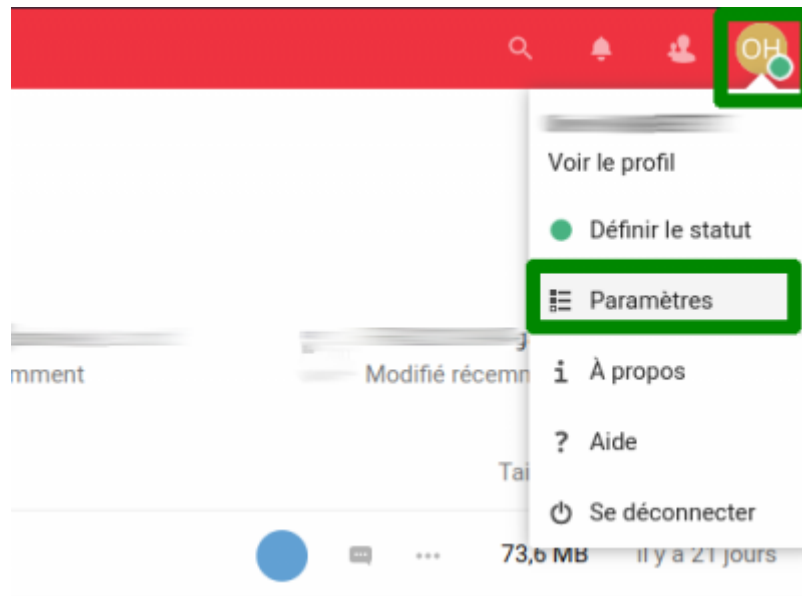 OH
Voir le profil
Définir le statut
Paramètres
mment
Modifié récemm
À propos
Aide
Tai
Se déconnecter
73,6 MB il y a 21 jours